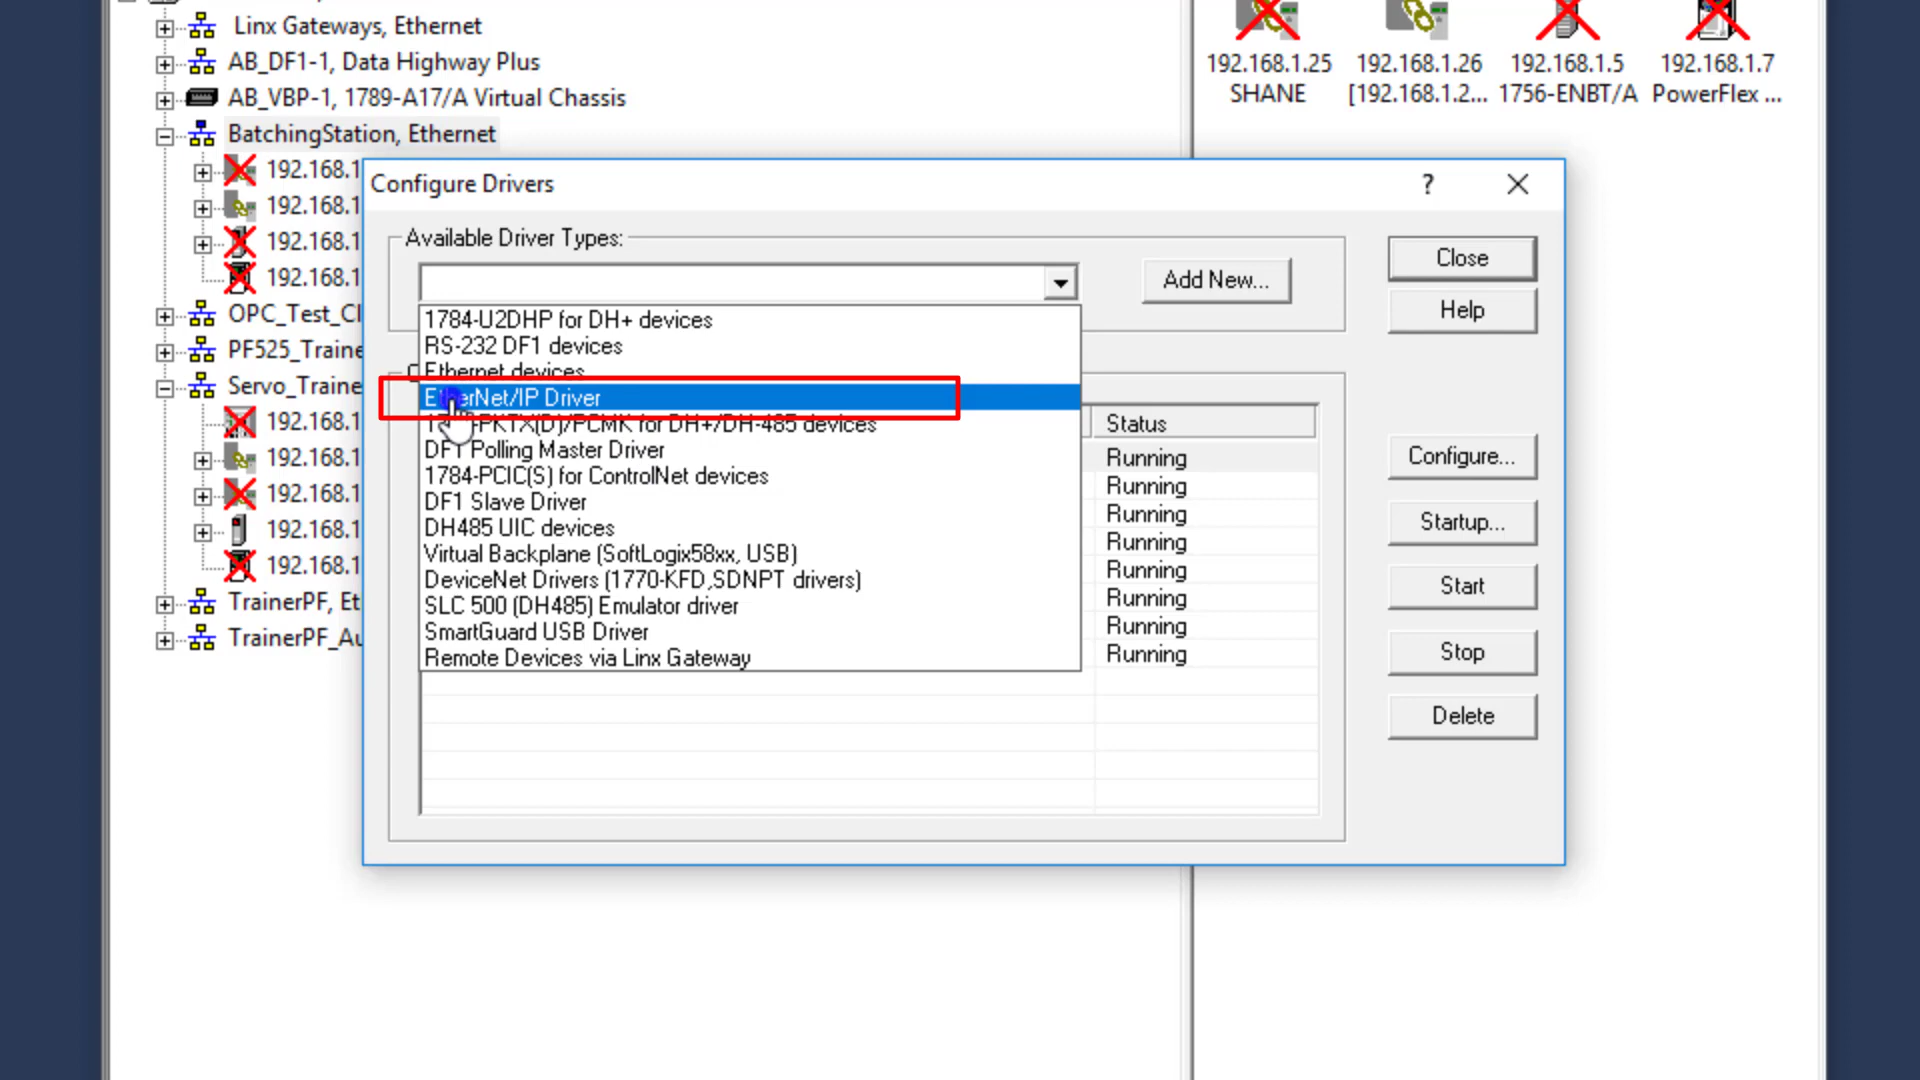 Linx Gateways, Ethernet
AB_DF1-1, Data Highway Plus
AB_VBP-1, 1789-A17/A Virtual Chassis
BatchingStation, Ethernet
192.168.1
192.168.1
192.168.1
192.168.1
OPC_Test_Cl
PF525_Traine
Servo_Traine
192.168.1
192.168.1
192.168.1
192.168.1
192.168.1
TrainerPF, Et
TrainerPF_Au
192.168.1.25
SHANE
192.168.1.26
[192.168.1.2...
192.168.1.5
1756-ENBT/A
192.168.1.7
PowerFlex ...
Configure Drivers
?
Available Driver Types:
Add New...
Close
Help
1784-U2DHP for DH+ devices
RS-232 DF1 devices
Ethernet devices
EtherNet/IP Driver
for DH+/DH-485 devices
DF1 Polling Master Driver
1784-PCIC(S) for ControlNet devices
DF1 Slave Driver
DH485 UIC devices
Virtual Backplane (SoftLogix58xx, USB)
DeviceNet Drivers (1770-KFD,SDNPT drivers)
SLC 500 (DH485) Emulator driver
SmartGuard USB Driver
Remote Devices via Linx Gateway
Status
Running
Running
Running
Running
Running
Running
Running
Running
Configure...
Startup...
Start
Stop
Delete